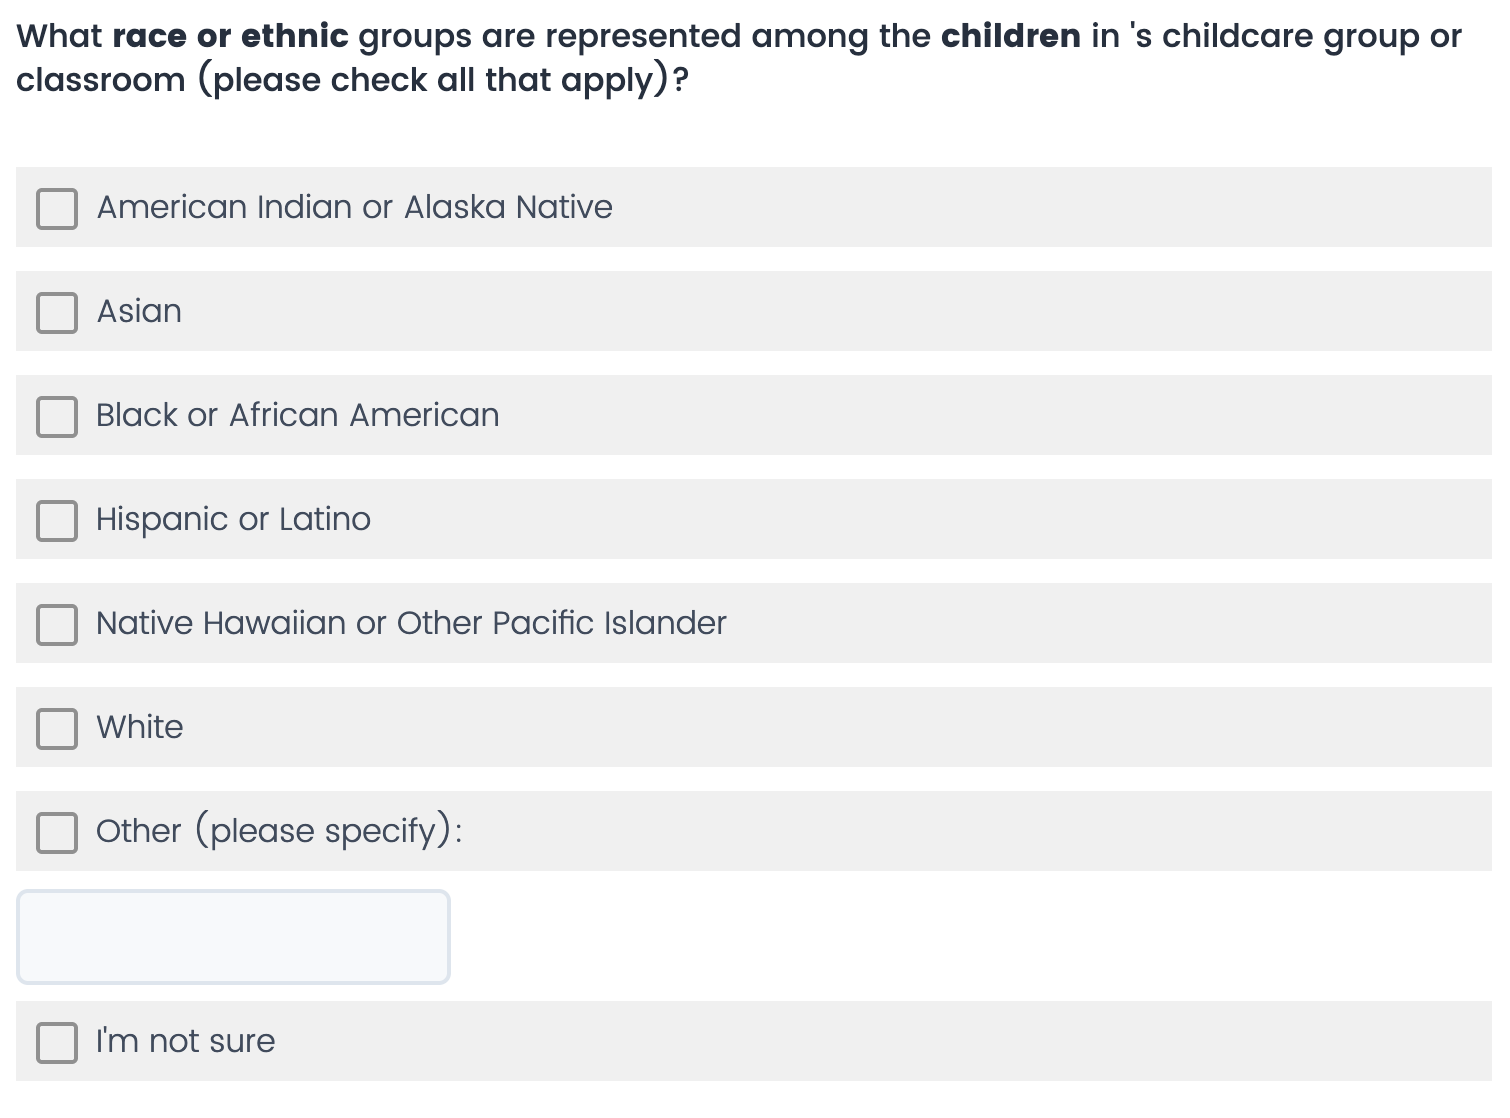 What race or ethnic groups are represented among the children in 's childcare group or
classroom (please check all that apply)?
American Indian or Alaska Native
Asian
Black or African American
Hispanic or Latino
Native Hawaiian or Other Pacific Islander
White
Other (please specify):
I'm not sure